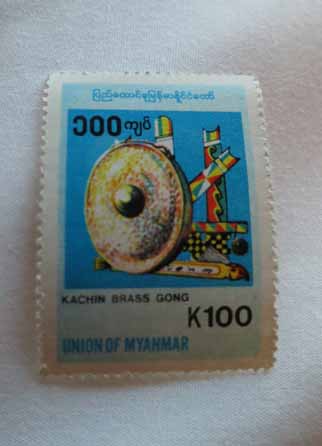 ပြည်ထောင်စုမြန်မာနိုင်ငံတော်
၁၀၀ကျပ်
KACHIN BRASS GONG
K100
UNION OF MYANMAR